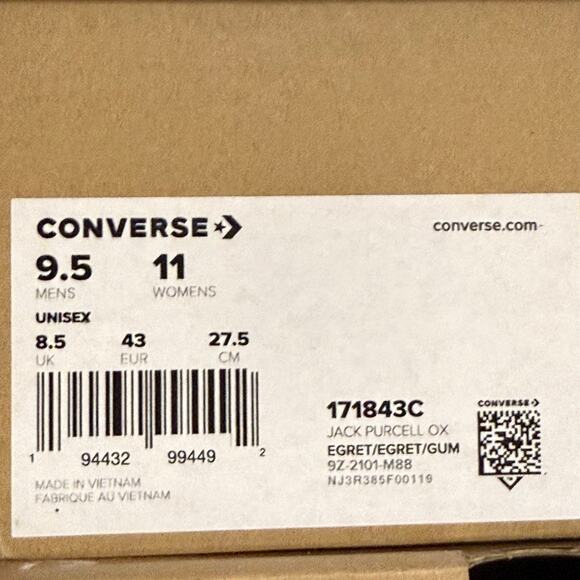 CONVERSE
converse.com
9.5 11
MENS WOMENS
UNISEX
8.5 43 27.5
UK EUR CM
1 94432 99449 2
MADE IN VIETNAM
FABRIQUE AU VIETNAM
171843C
JACK PURCELL OX
EGRET/EGRET/GUM
9Z-2101-M88
NJ3R385F00119
CONVERSE